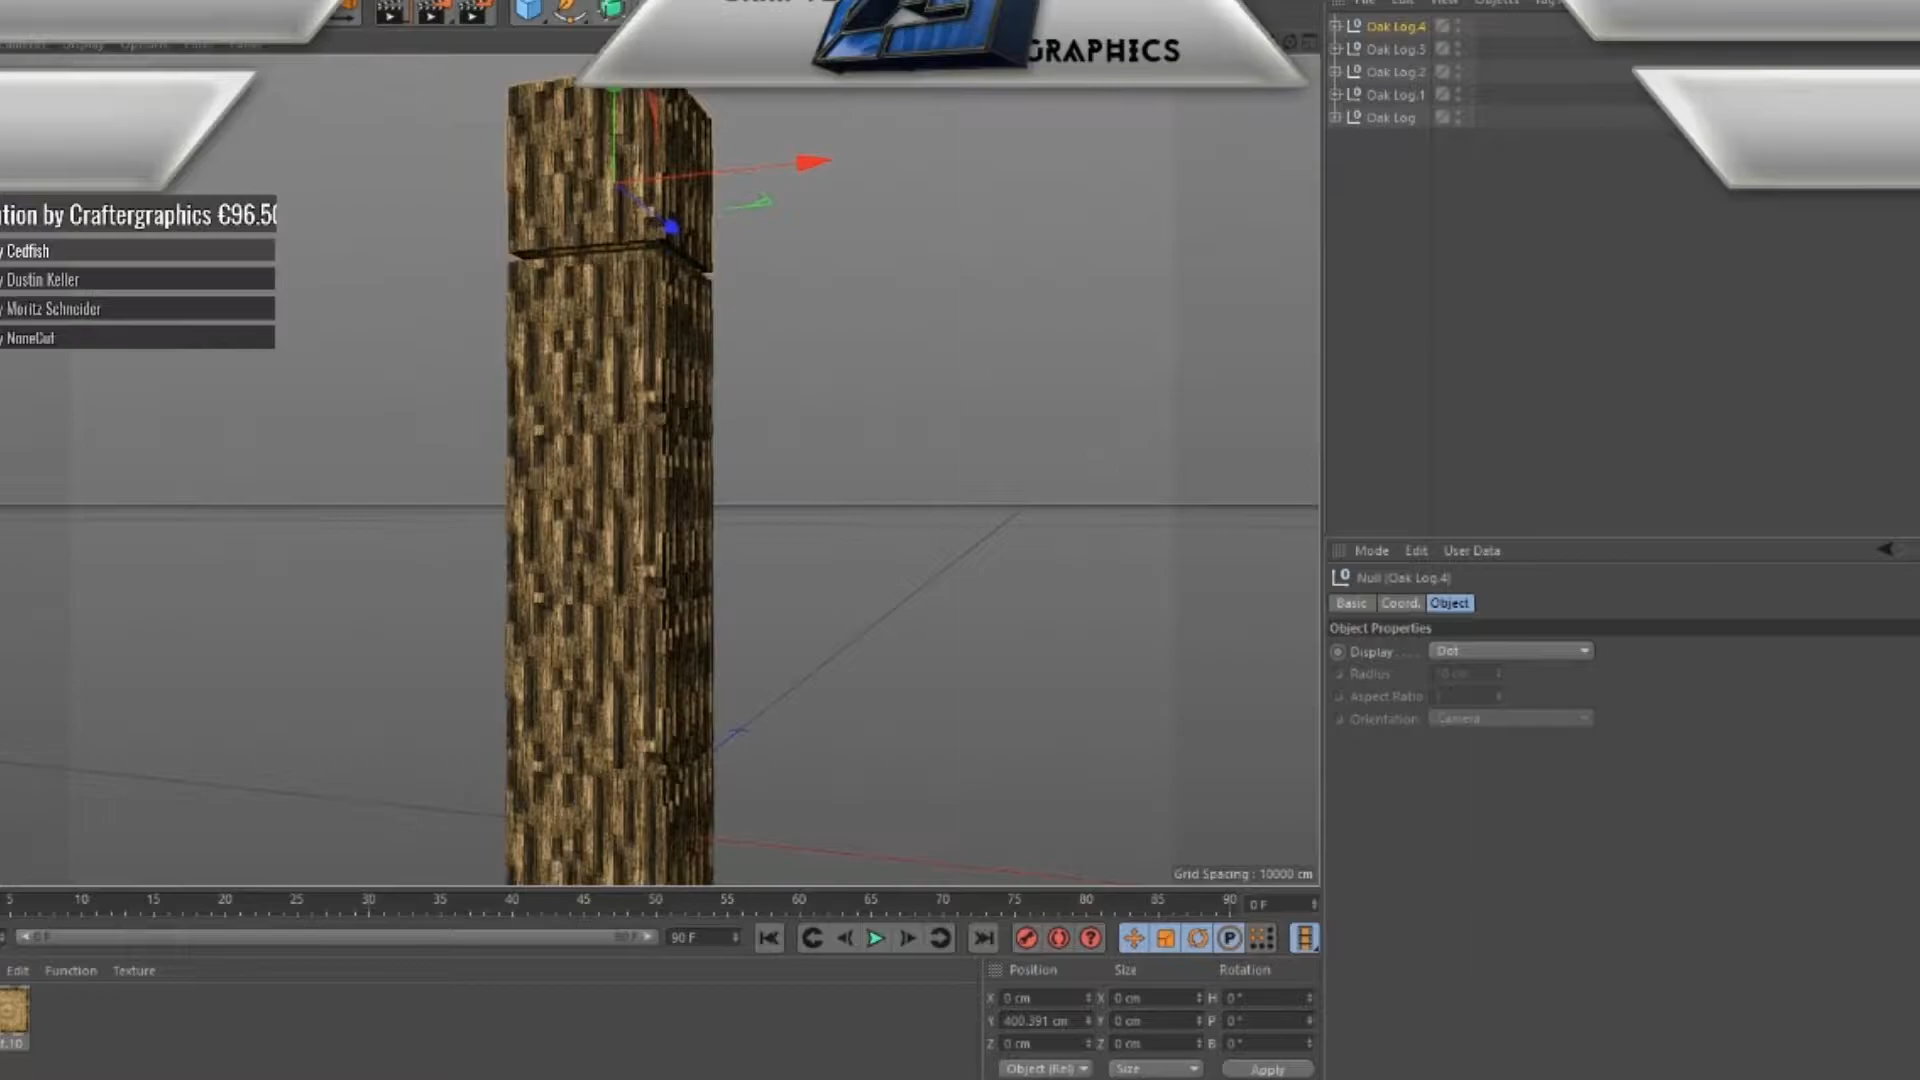 GRAPHICS
Oak Log.4
Oak Log.3
Oak Log.2
Oak Log.1
Oak Log
tion by Craftergraphics €96.50
y Cedfish
y Dustin Keller
y Moritz Schneider
y NoneCut
Mode Edit User Data
Null [Oak Log.4]
Basic Coord. Object
Object Properties
Display Dot
Radius
Aspect Ratio
Orientation Camera
Grid Spacing : 10000 cm
5 10 15 20 25 30 35 40 45 50 55 60 65 70 75 80 85 90 0 F
0 F 90 F 90 F
Edit Function Texture
Position Size Rotation
X 0 cm X 0 cm H 0 °
Y 400.391 cm Y 0 cm P 0 °
Z 0 cm Z 0 cm B 0 °
Object (Rel) Size Apply